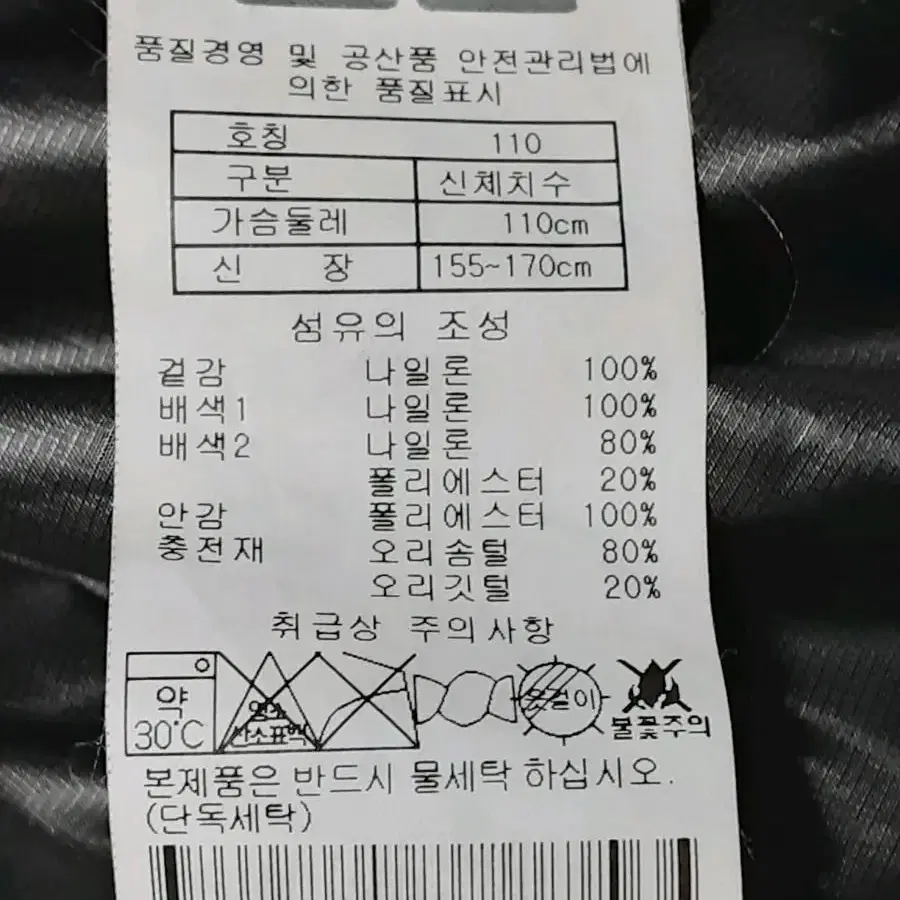 품질경영 및 공산품 안전관리법에
의한 품질표시
호칭 110
구분 신체치수
가슴둘레 110cm
신 장 155~170cm
섬유의 조성
겉감 나일론 100%
배색1 나일론 100%
배색2 나일론 80%
폴리에스터 20%
안감 폴리에스터 100%
충전재 오리솜털 80%
오리깃털 20%
취급상 주의사항
약
30°C
염소
산소표백
옷걸이
불꽃주의
본제품은 반드시 물세탁 하십시오.
(단독세탁)